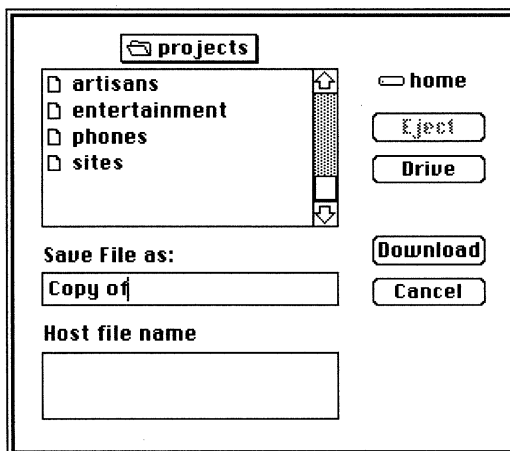 projects
artisans
entertainment
phones
sites
home
Eject
Drive
Save File as:
Copy of
Download
Cancel
Host file name